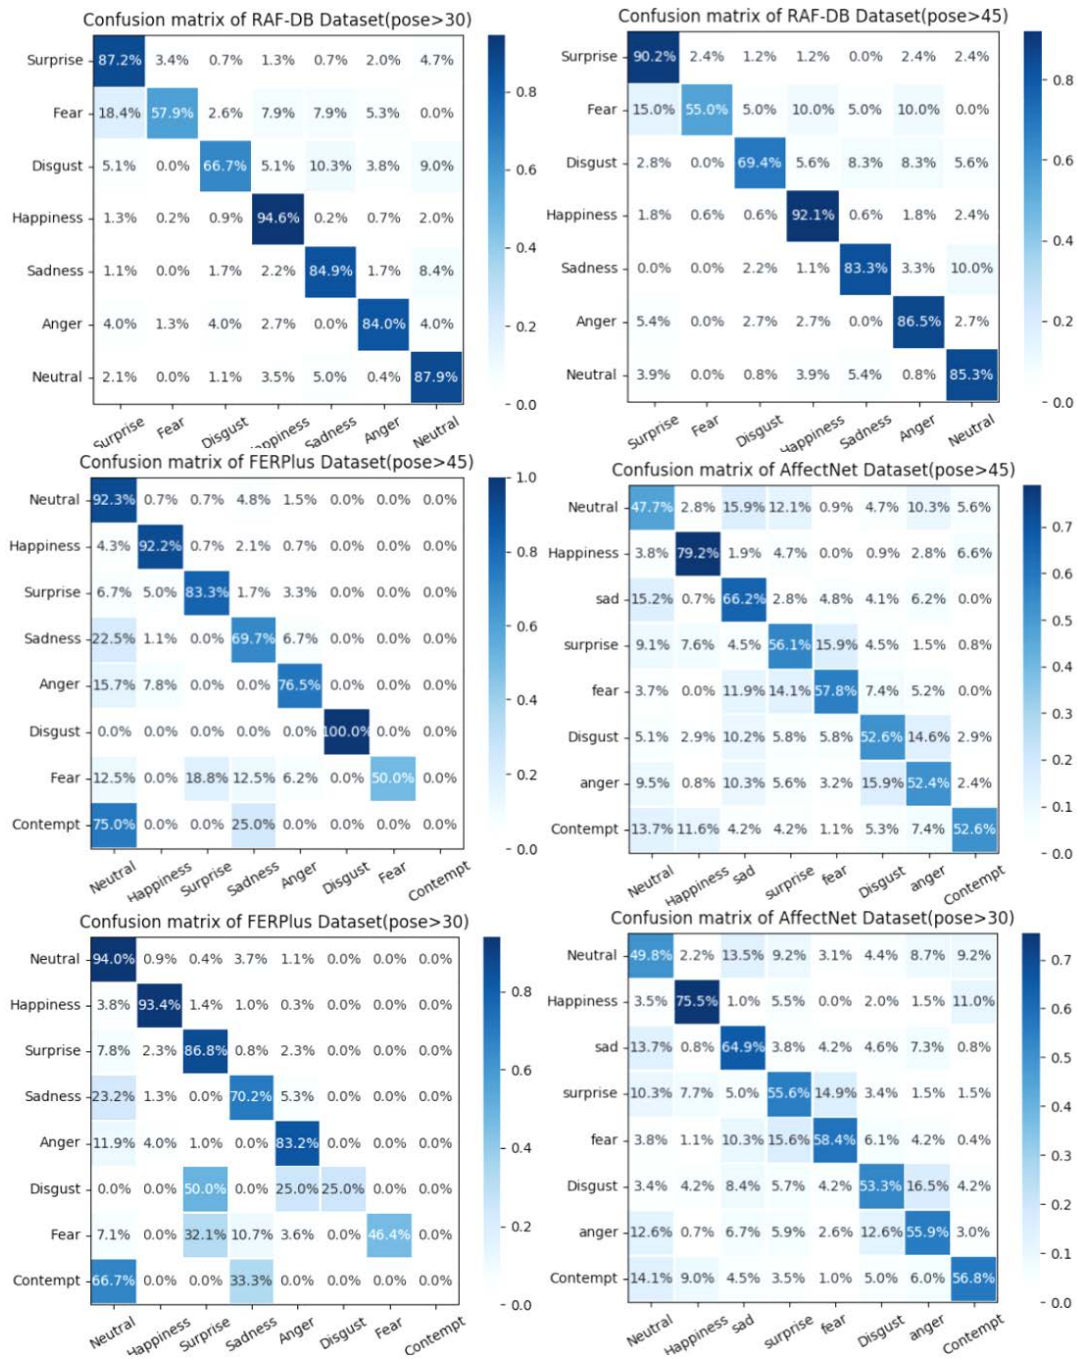 Confusion matrix of RAF-DB Dataset(pose>30)
Surprise 87.2% 3.4% 0.7% 1.3% 0.7% 2.0% 4.7%
Fear 18.4% 57.9% 2.6% 7.9% 7.9% 5.3% 0.0%
Disgust 5.1% 0.0% 66.7% 5.1% 10.3% 3.8% 9.0%
Happiness 1.3% 0.2% 0.9% 94.6% 0.2% 0.7% 2.0%
Sadness 1.1% 0.0% 1.7% 2.2% 84.9% 1.7% 8.4%
Anger 4.0% 1.3% 4.0% 2.7% 0.0% 84.0% 4.0%
Neutral 2.1% 0.0% 1.1% 3.5% 5.0% 0.4% 87.9%
Surprise Fear Disgust appiness Sadness Anger Neutral
0.8
0.6
0.4
0.2
0.0
Confusion matrix of RAF-DB Dataset(pose>45)
Surprise 90.2% 2.4% 1.2% 1.2% 0.0% 2.4% 2.4%
Fear 15.0% 55.0% 5.0% 10.0% 5.0% 10.0% 0.0%
Disgust 2.8% 0.0% 69.4% 5.6% 8.3% 8.3% 5.6%
Happiness 1.8% 0.6% 0.6% 92.1% 0.6% 1.8% 2.4%
Sadness 0.0% 0.0% 2.2% 1.1% 83.3% 3.3% 10.0%
Anger 5.4% 0.0% 2.7% 2.7% 0.0% 86.5% 2.7%
Neutral 3.9% 0.0% 0.8% 3.9% 5.4% 0.8% 85.3%
Surprise Fear Disgust Happiness Sadness Anger Neutral
0.8
0.6
0.4
0.2
0.0
Confusion matrix of FERPlus Dataset(pose>45)
Neutral 92.3% 0.7% 0.7% 4.8% 1.5% 0.0% 0.0% 0.0%
Happiness 4.3% 92.2% 0.7% 2.1% 0.7% 0.0% 0.0% 0.0%
Surprise 6.7% 5.0% 83.3% 1.7% 3.3% 0.0% 0.0% 0.0%
Sadness 22.5% 1.1% 0.0% 69.7% 6.7% 0.0% 0.0% 0.0%
Anger 15.7% 7.8% 0.0% 0.0% 76.5% 0.0% 0.0% 0.0%
Disgust 0.0% 0.0% 0.0% 0.0% 0.0% 100.0% 0.0% 0.0%
Fear 12.5% 0.0% 18.8% 12.5% 6.2% 0.0% 50.0% 0.0%
Contempt 75.0% 0.0% 0.0% 25.0% 0.0% 0.0% 0.0% 0.0%
Neutral Happiness Surprise Sadness Anger Disgust Fear Contempt
1.0
0.8
0.6
0.4
0.2
0.0
Confusion matrix of AffectNet Dataset(pose>45)
Neutral 47.7% 2.8% 15.9% 12.1% 0.9% 4.7% 10.3% 5.6%
Happiness 3.8% 79.2% 1.9% 4.7% 0.0% 0.9% 2.8% 6.6%
sad 15.2% 0.7% 66.2% 2.8% 4.8% 4.1% 6.2% 0.0%
surprise 9.1% 7.6% 4.5% 56.1% 15.9% 4.5% 1.5% 0.8%
fear 3.7% 0.0% 11.9% 14.1% 57.8% 7.4% 5.2% 0.0%
Disgust 5.1% 2.9% 10.2% 5.8% 5.8% 52.6% 14.6% 2.9%
anger 9.5% 0.8% 10.3% 5.6% 3.2% 15.9% 52.4% 2.4%
Contempt 13.7% 11.6% 4.2% 4.2% 1.1% 5.3% 7.4% 52.6%
Neutral Happiness sad surprise fear Disgust anger Contempt
0.7
0.6
0.5
0.4
0.3
0.2
0.1
0.0
Confusion matrix of FERPlus Dataset(pose>30)
Neutral 94.0% 0.9% 0.4% 3.7% 1.1% 0.0% 0.0% 0.0%
Happiness 3.8% 93.4% 1.4% 1.0% 0.3% 0.0% 0.0% 0.0%
Surprise 7.8% 2.3% 86.8% 0.8% 2.3% 0.0% 0.0% 0.0%
Sadness 23.2% 1.3% 0.0% 70.2% 5.3% 0.0% 0.0% 0.0%
Anger 11.9% 4.0% 1.0% 0.0% 83.2% 0.0% 0.0% 0.0%
Disgust 0.0% 0.0% 50.0% 0.0% 25.0% 25.0% 0.0% 0.0%
Fear 7.1% 0.0% 32.1% 10.7% 3.6% 0.0% 46.4% 0.0%
Contempt 66.7% 0.0% 0.0% 33.3% 0.0% 0.0% 0.0% 0.0%
Neutral Happiness Surprise Sadness Anger Disgust Fear Contempt
0.8
0.6
0.4
0.2
0.0
Confusion matrix of AffectNet Dataset(pose>30)
Neutral 49.8% 2.2% 13.5% 9.2% 3.1% 4.4% 8.7% 9.2%
Happiness 3.5% 75.5% 1.0% 5.5% 0.0% 2.0% 1.5% 11.0%
sad 13.7% 0.8% 64.9% 3.8% 4.2% 4.6% 7.3% 0.8%
surprise 10.3% 7.7% 5.0% 55.6% 14.9% 3.4% 1.5% 1.5%
fear 3.8% 1.1% 10.3% 15.6% 58.4% 6.1% 4.2% 0.4%
Disgust 3.4% 4.2% 8.4% 5.7% 4.2% 53.3% 16.5% 4.2%
anger 12.6% 0.7% 6.7% 5.9% 2.6% 12.6% 55.9% 3.0%
Contempt 14.1% 9.0% 4.5% 3.5% 1.0% 5.0% 6.0% 56.8%
Neutral Happiness sad surprise fear Disgust anger Contempt
0.7
0.6
0.5
0.4
0.3
0.2
0.1
0.0